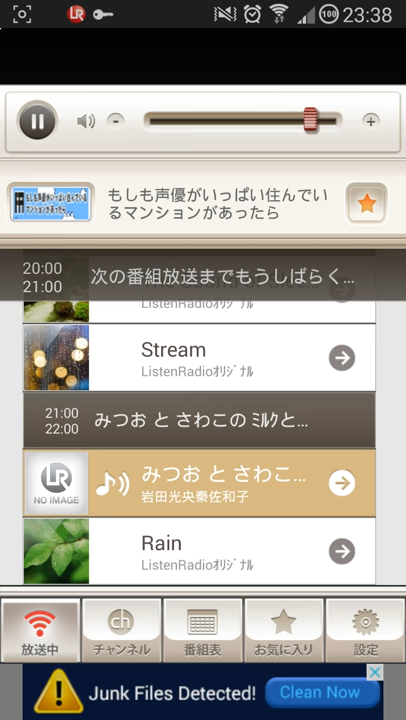 LR
100
23:38
もしも声優がいっぱい住んでい
るマンションがあったら
20:00
21:00
次の番組放送までもうしばらく…
ListenRadioオリジナル
Stream
ListenRadioオリジナル
21:00
22:00
みつお と さわこの ミルクと…
LR
NO IMAGE
みつお と さわこ…
岩田光央秦佐和子
Rain
ListenRadioオリジナル
放送中
ch
チャンネル
番組表
お気に入り
設定
Junk Files Detected!
Clean Now